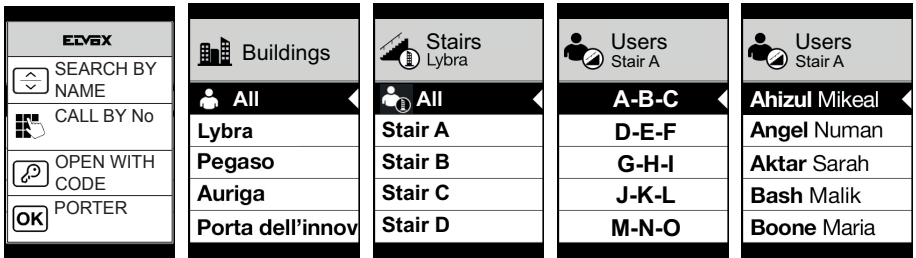 ELVOX
SEARCH BY
NAME
CALL BY No
OPEN WITH
CODE
OK PORTER
Buildings
All
Lybra
Pegaso
Auriga
Porta dell'innov
Stairs
Lybra
All
Stair A
Stair B
Stair C
Stair D
Users
Stair A
A-B-C
D-E-F
G-H-I
J-K-L
M-N-O
Users
Stair A
Ahizul Mikeal
Angel Numan
Aktar Sarah
Bash Malik
Boone Maria